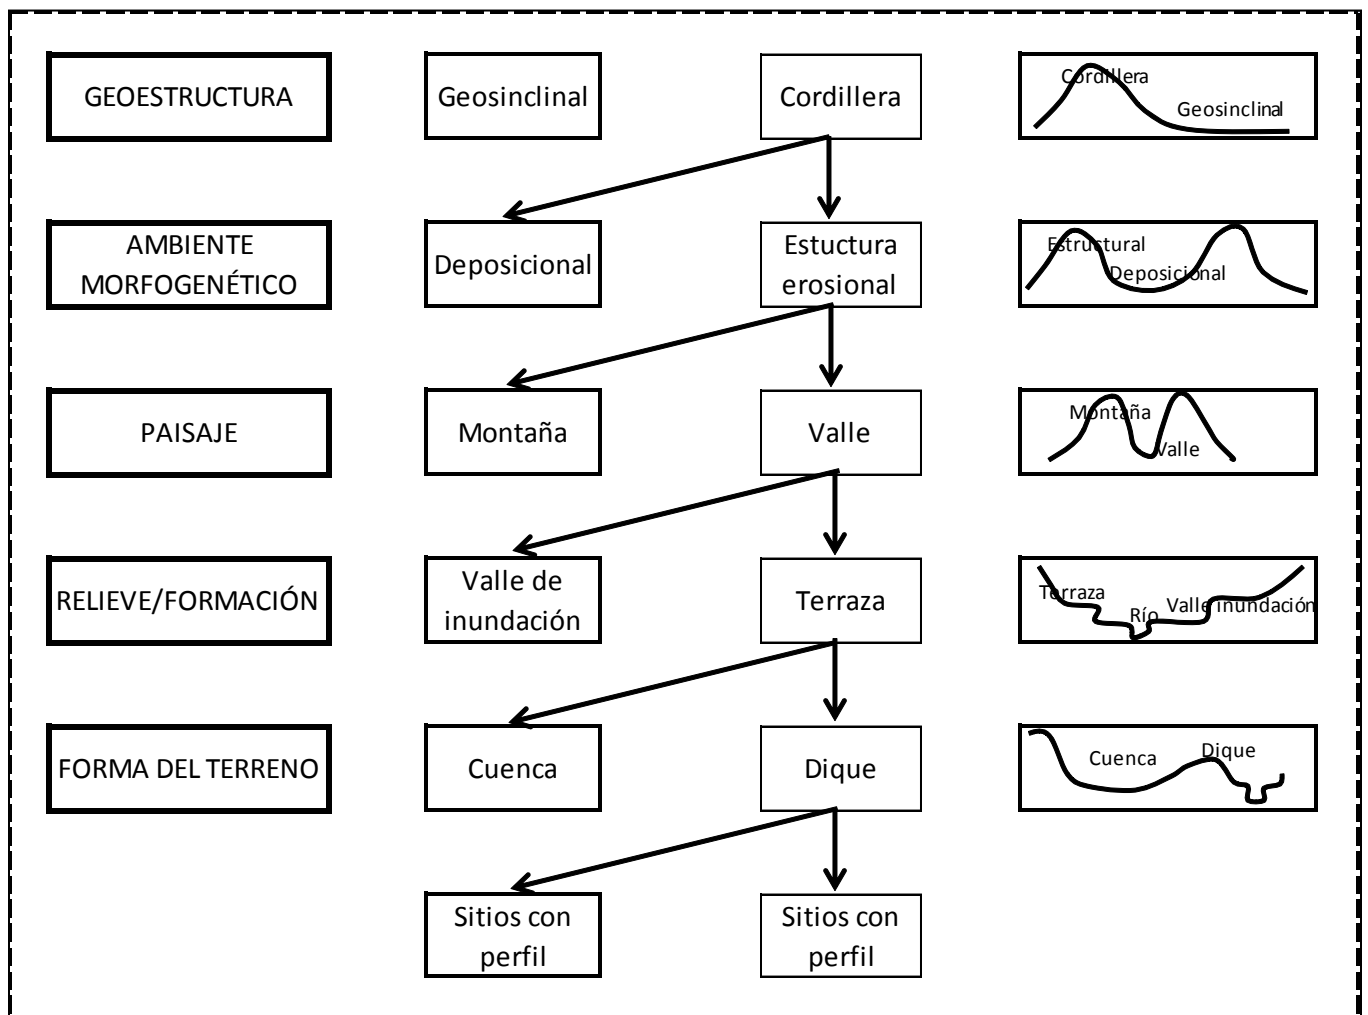 GEOESTRUCTURA
Geosinclinal
Cordillera
Cordillera
Geosinclinal
AMBIENTE
MORFOGENÉTICO
Deposicional
Estuctura
erosional
Estructural
Deposicional
PAISAJE
Montaña
Valle
Montaña
Valle
RELIEVE/FORMACIÓN
Valle de
inundación
Terraza
Terraza
Río
Valle inundación
FORMA DEL TERRENO
Cuenca
Dique
Cuenca
Dique
Sitios con
perfil
Sitios con
perfil